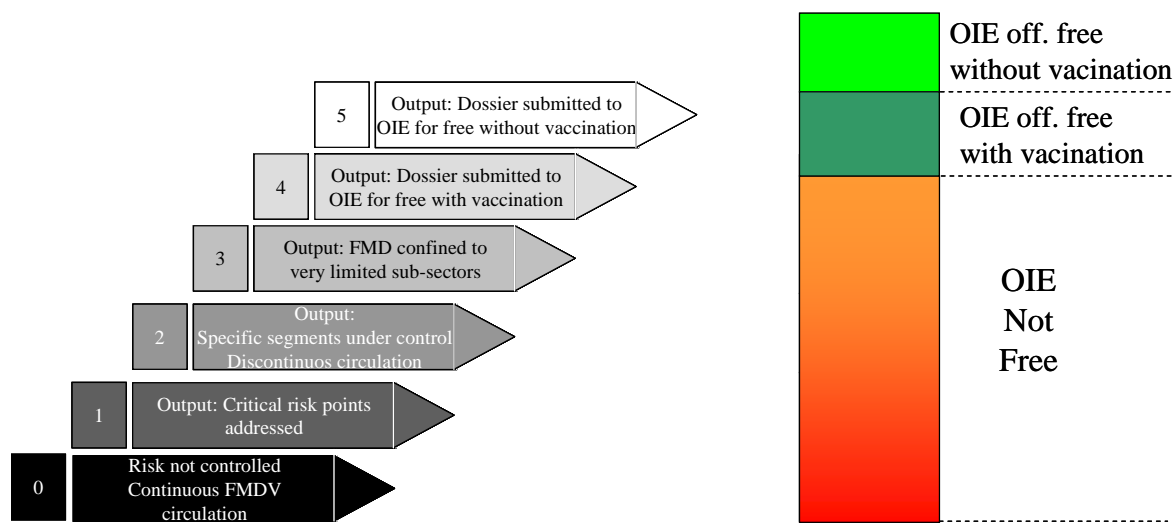 5
Output: Dossier submitted to
OIE for free without vaccination
4
Output: Dossier submitted to
OIE for free with vaccination
3
Output: FMD confined to
very limited sub-sectors
2
Output:
Specific segments under control
Discontinuos circulation
1
Output: Critical risk points
addressed
0
Risk not controlled
Continuous FMDV
circulation
OIE off. free
without vacination
OIE off. free
with vacination
OIE
Not
Free